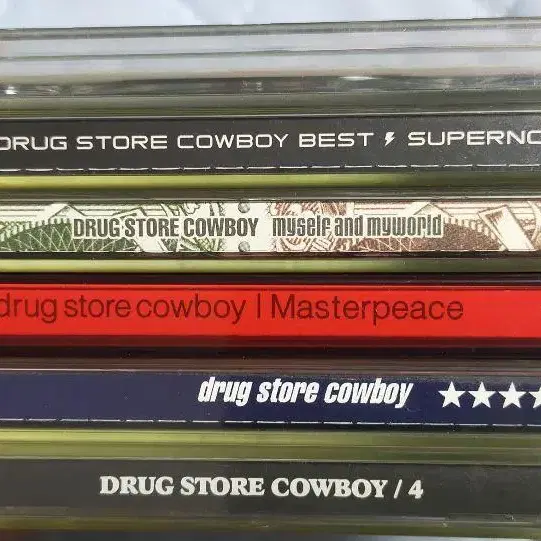 DRUG STORE COWBOY BEST SUPERNO
DRUG STORE COWBOY myself and myworld
drug store cowboy | Masterpeace
drug store cowboy ★★★★
DRUG STORE COWBOY / 4